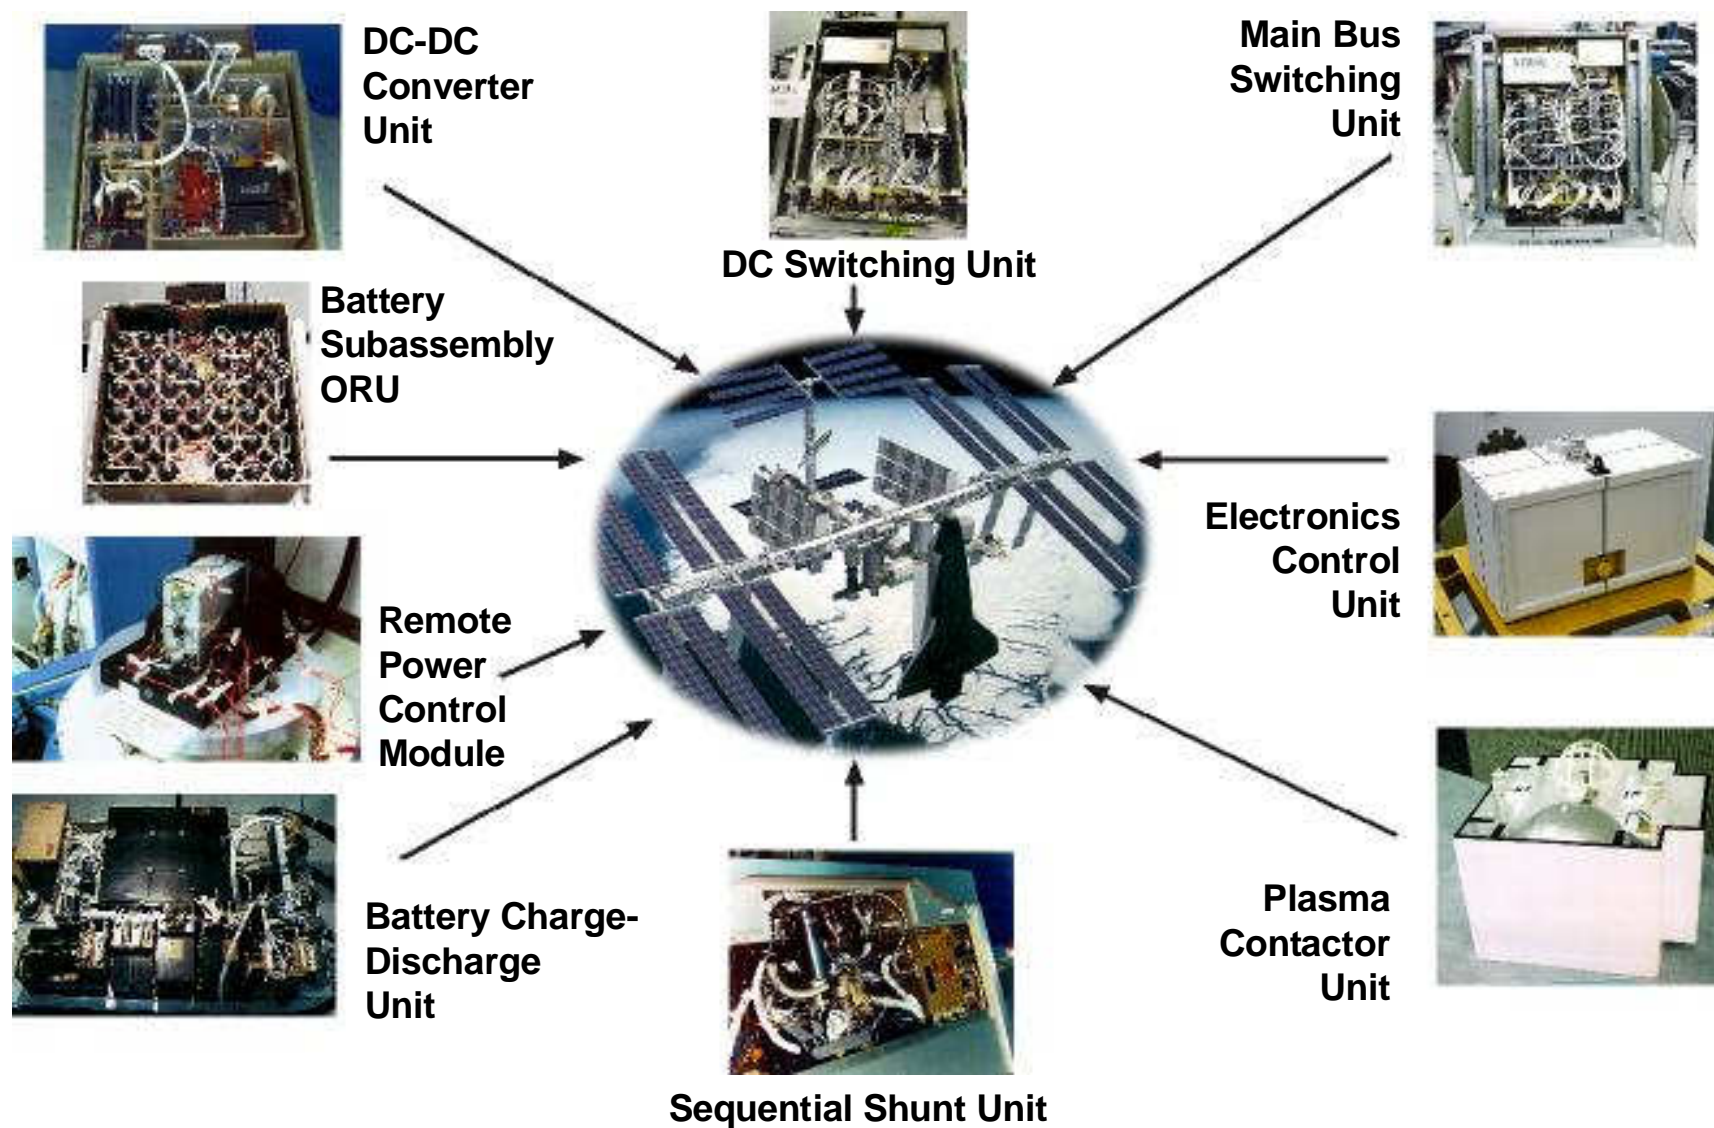 DC-DC
Converter
Unit
DC Switching Unit
Main Bus
Switching
Unit
Battery
Subassembly
ORU
Electronics
Control
Unit
Remote
Power
Control
Module
Battery Charge-
Discharge
Unit
Plasma
Contactor
Unit
Sequential Shunt Unit